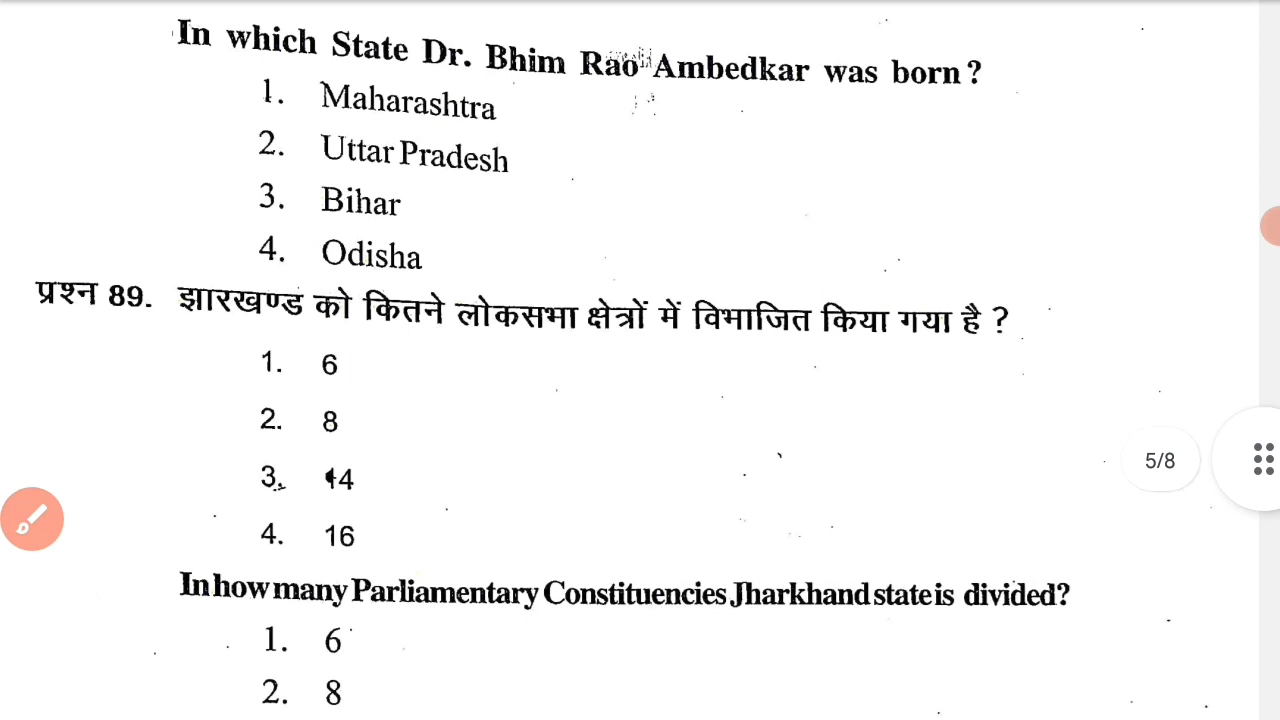 In which State Dr. Bhim Rao Ambedkar was born?
1. Maharashtra
2. Uttar Pradesh
3. Bihar
4. Odisha
प्रश्न 89. झारखण्ड को कितने लोकसभा क्षेत्रों में विभाजित किया गया है ?
1. 6
2. 8
3. 14
4. 16
5/8
In how many Parliamentary Constituencies Jharkhand state is divided?
1. 6
2. 8